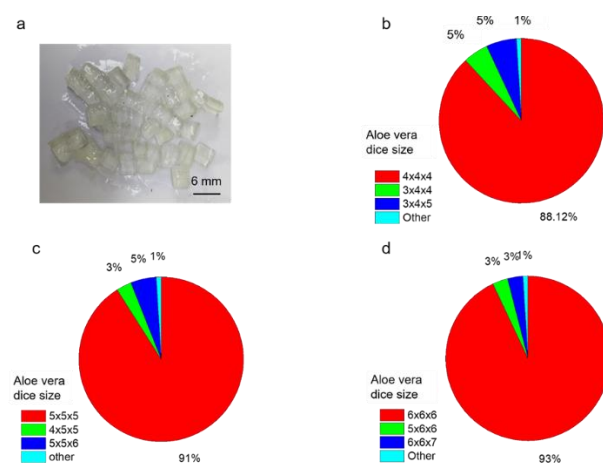 a
6 mm
b
5%
5%
1%
Aloe vera
dice size
4x4x4
3x4x4
3x4x5
Other
88.12%
c
3%
5%
1%
Aloe vera
dice size
5x5x5
4x5x5
5x5x6
other
91%
d
3%
3%
1%
Aloe vera
dice size
6x6x6
5x6x6
6x6x7
Other
93%